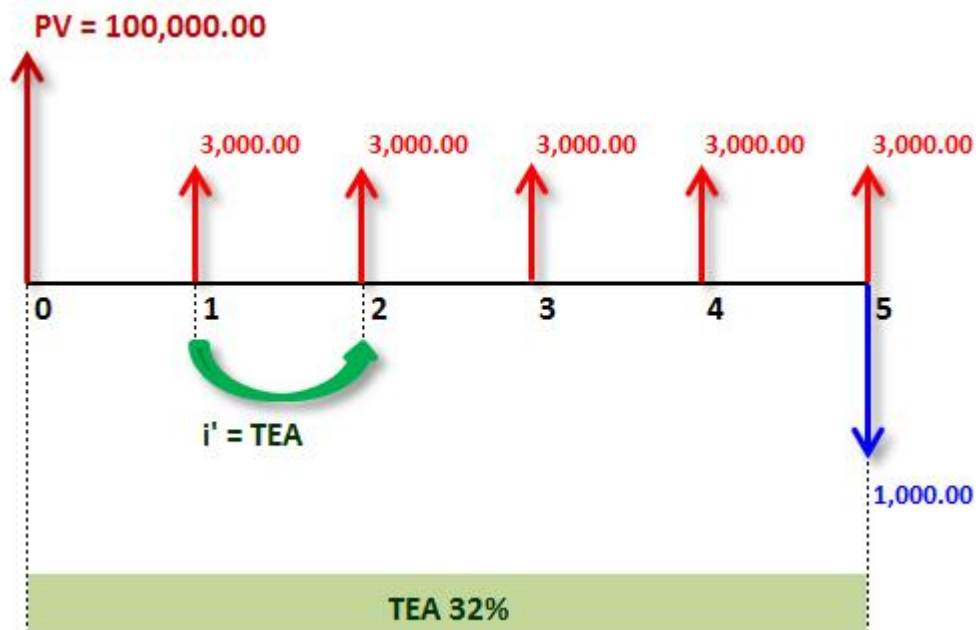 PV = 100,000.00
3,000.00 3,000.00 3,000.00 3,000.00 3,000.00
0 1 2 3 4 5
i' = TEA
1,000.00
TEA 32%